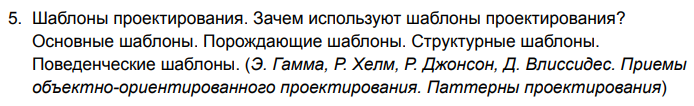 5. Шаблоны проектирования. Зачем используют шаблоны проектирования?
Основные шаблоны. Порождающие шаблоны. Структурные шаблоны.
Поведенческие шаблоны. (Э. Гамма, Р. Хелм, Р. Джонсон, Д. Влиссидес. Приемы
объектно-ориентированного проектирования. Паттерны проектирования)